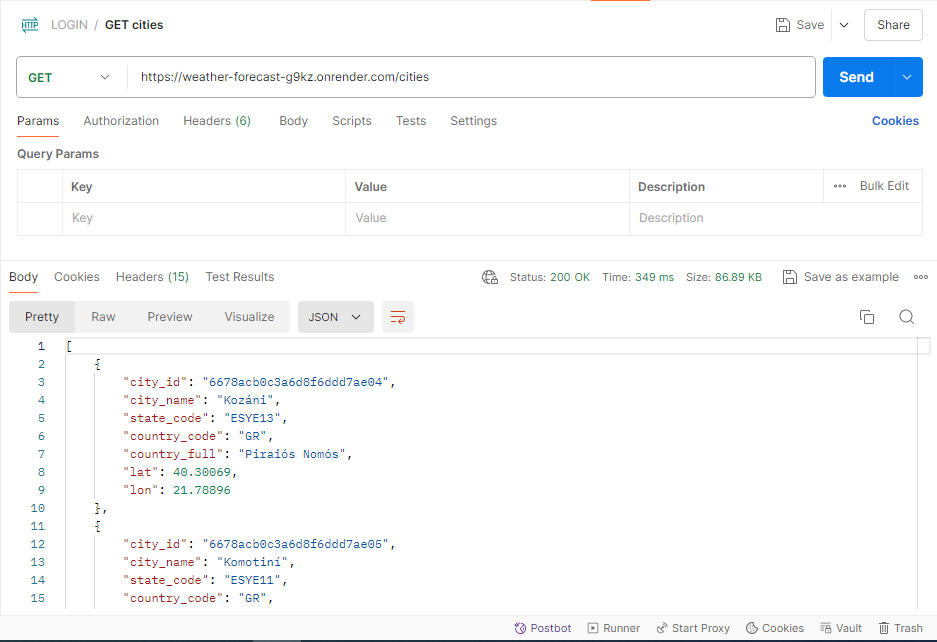 HTTP LOGIN / GET cities Save Share
GET https://weather-forecast-g9kz.onrender.com/cities Send
Params Authorization Headers (6) Body Scripts Tests Settings Cookies
Query Params
Key Value Description ••• Bulk Edit
Key Value Description
Body Cookies Headers (15) Test Results Status: 200 OK Time: 349 ms Size: 86.89 KB Save as example •••
Pretty Raw Preview Visualize JSON
1 [
2 {
3 "city_id": "6678acb0c3a6d8f6ddd7ae04",
4 "city_name": "Kozáni",
5 "state_code": "ESYE13",
6 "country_code": "GR",
7 "country_full": "Piraiós Nomós",
8 "lat": 40.30069,
9 "lon": 21.78896
10 },
11 {
12 "city_id": "6678acb0c3a6d8f6ddd7ae05",
13 "city_name": "Komotiní",
14 "state_code": "ESYE11",
15 "country_code": "GR",
Postbot Runner Start Proxy Cookies Vault Trash